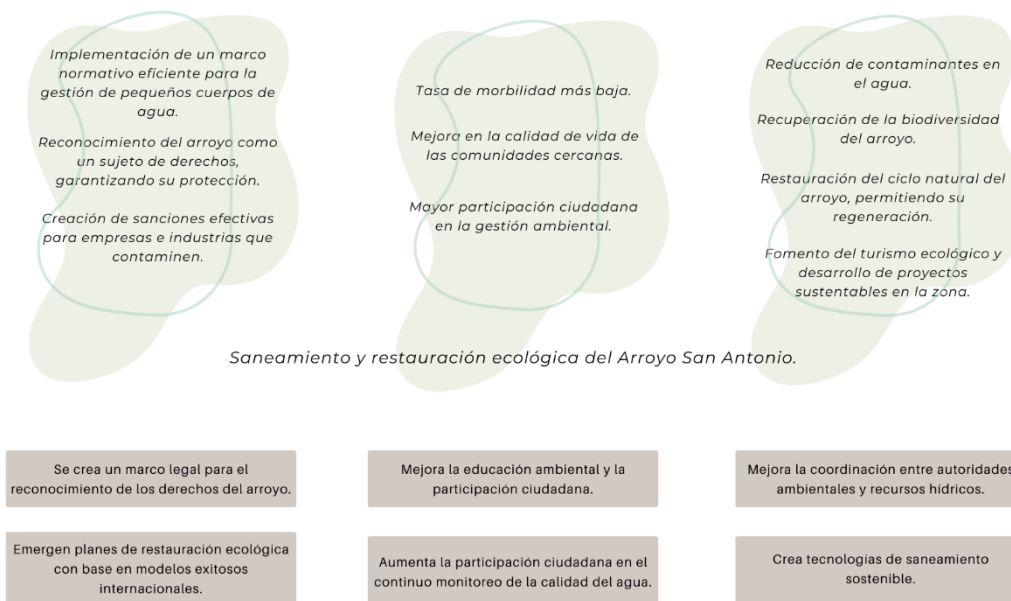 Implementación de un marco
normativo eficiente para la
gestión de pequeños cuerpos de
agua.
Reconocimiento del arroyo como
un sujeto de derechos,
garantizando su protección.
Creación de sanciones efectivas
para empresas e industrias que
contaminen.
Tasa de morbilidad más baja.
Mejora en la calidad de vida de
las comunidades cercanas.
Mayor participación ciudadana
en la gestión ambiental.
Reducción de contaminantes en
el agua.
Recuperación de la biodiversidad
del arroyo.
Restauración del ciclo natural del
arroyo, permitiendo su
regeneración.
Fomento del turismo ecológico y
desarrollo de proyectos
sustentables en la zona.
Saneamiento y restauración ecológica del Arroyo San Antonio.
Se crea un marco legal para el
reconocimiento de los derechos del arroyo.
Mejora la educación ambiental y la
participación ciudadana.
Mejora la coordinación entre autoridades
ambientales y recursos hídricos.
Emergen planes de restauración ecológica
con base en modelos exitosos
internacionales.
Aumenta la participación ciudadana en el
continuo monitoreo de la calidad del agua.
Crea tecnologías de saneamiento
sostenible.